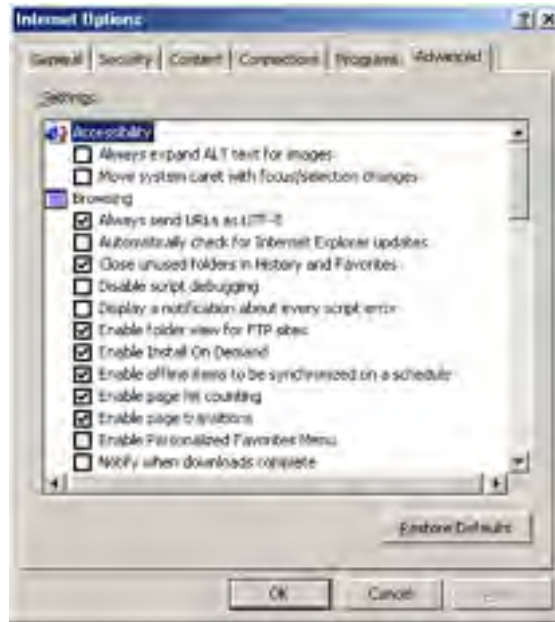 Internet Options
General Security Content Connections Programs Advanced
Settings:
Accessibility
Always expand ALT text for images
Move system caret with focus/selection changes
Browsing
Always send URLs as UTF-8
Automatically check for Internet Explorer updates
Close unused folders in History and Favorites
Disable script debugging
Display a notification about every script error
Enable folder view for FTP sites
Enable Install On Demand
Enable offline items to be synchronized on a schedule
Enable page hit counting
Enable page transitions
Enable Personalized Favorites Menu
Notify when downloads complete
Restore Defaults
OK Cancel